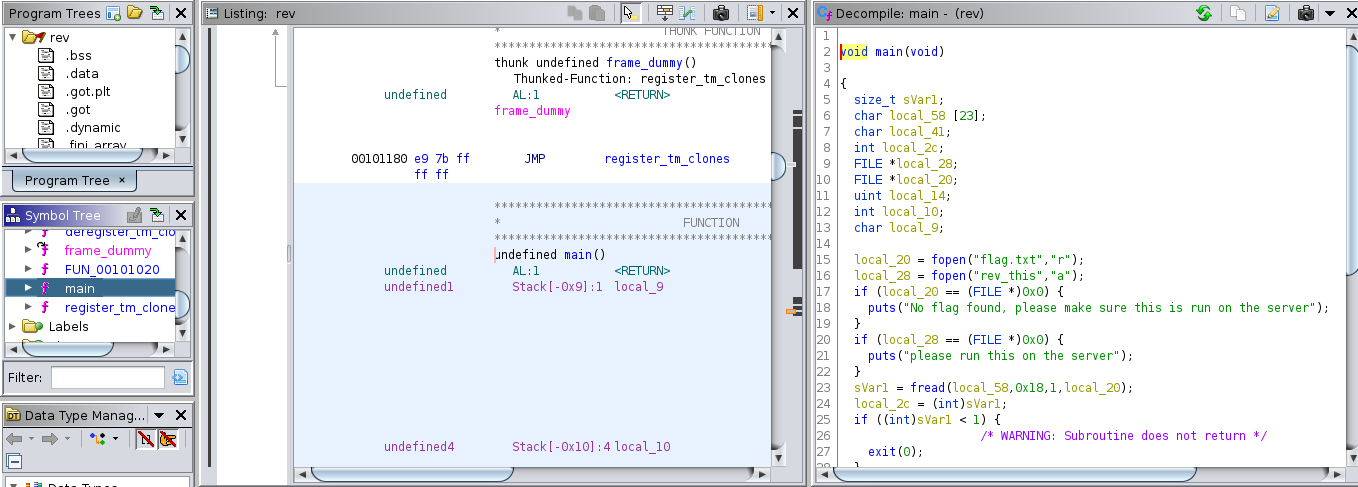 Program Trees
rev
.bss
.data
.got.plt
.got
.dynamic
.fini_array
Program Tree ×
Symbol Tree
deregister_tm_clo
frame_dummy
FUN_00101020
main
register_tm_clone
Labels
Filter:
Data Type Manag...
Data Types
Listing: rev
* THUNK FUNCTION
thunk undefined frame_dummy()
Thunked-Function: register_tm_clones
undefined AL:1 <RETURN>
frame_dummy
00101180 e9 7b ff JMP register_tm_clones
ff ff
* FUNCTION
undefined main()
undefined AL:1 <RETURN>
undefined1 Stack[-0x9]:1 local_9
undefined4 Stack[-0x10]:4 local_10
Decompile: main - (rev)
1
2 void main(void)
3
4 {
5 size_t sVar1;
6 char local_58 [23];
7 char local_41;
8 int local_2c;
9 FILE *local_28;
10 FILE *local_20;
11 uint local_14;
12 int local_10;
13 char local_9;
14
15 local_20 = fopen("flag.txt","r");
16 local_28 = fopen("rev_this","a");
17 if (local_20 == (FILE *)0x0) {
18 puts("No flag found, please make sure this is run on the server");
19 }
20 if (local_28 == (FILE *)0x0) {
21 puts("please run this on the server");
22 }
23 sVar1 = fread(local_58,0x18,1,local_20);
24 local_2c = (int)sVar1;
25 if ((int)sVar1 < 1) {
26 /* WARNING: Subroutine does not return */
27 exit(0);
28 }